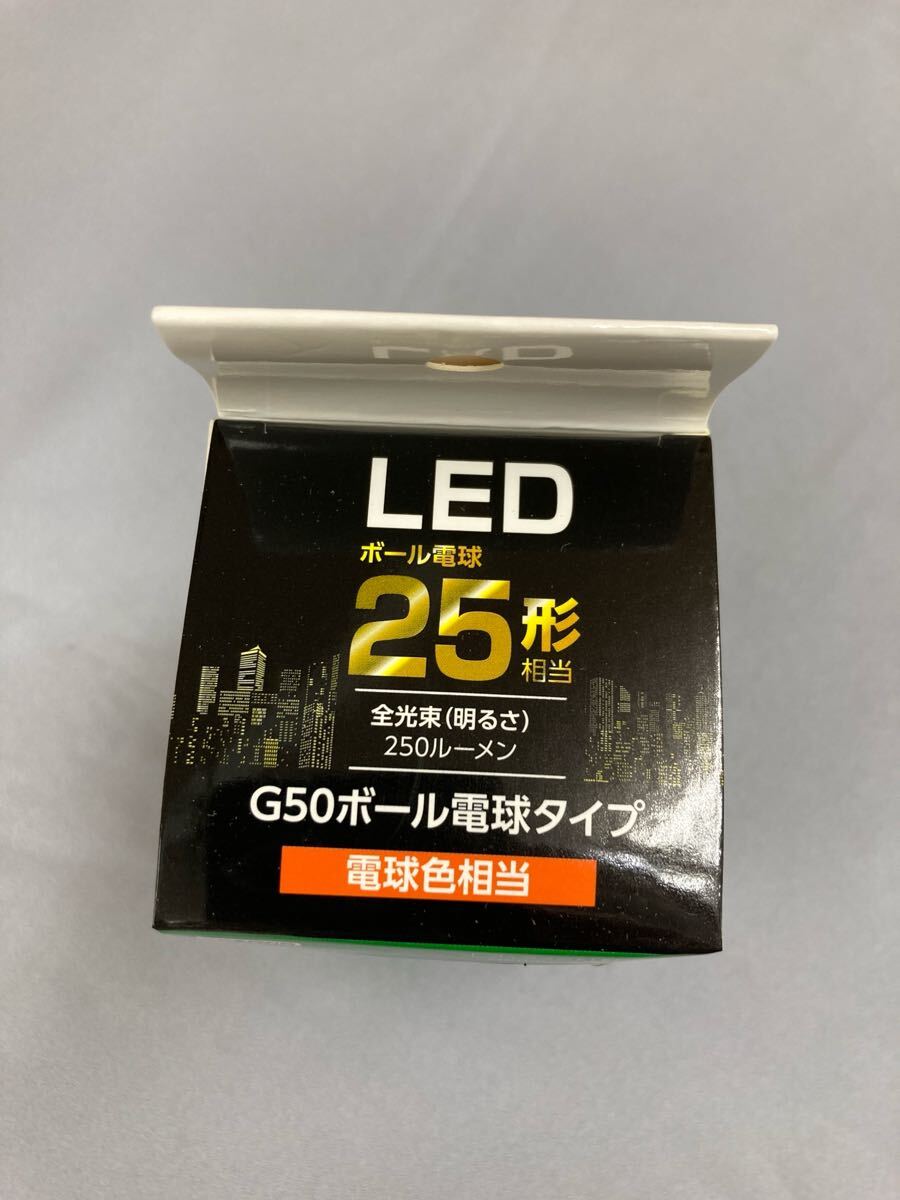 LED
ボール電球
25形
相当
全光束(明るさ)
250ルーメン
G50ボール電球タイプ
電球色相当